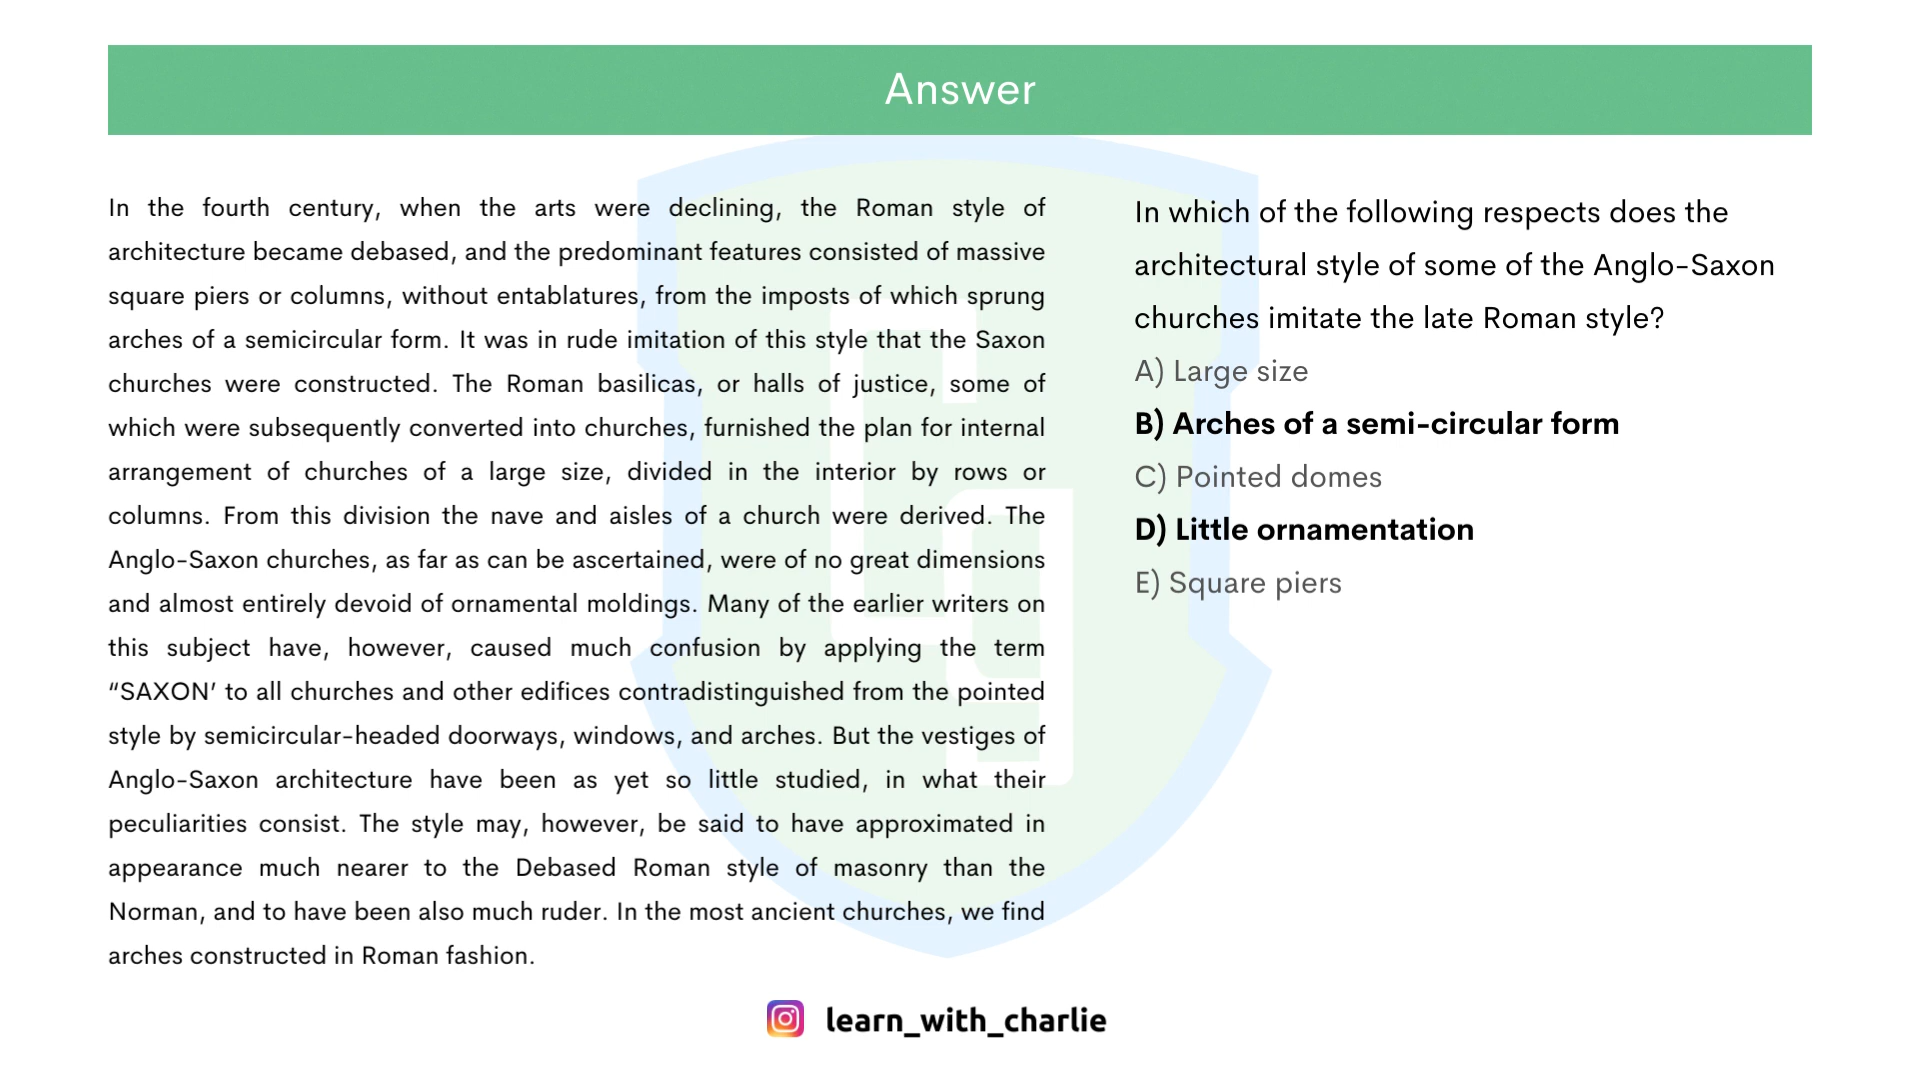 Answer
In the fourth century, when the arts were declining, the Roman style of
architecture became debased, and the predominant features consisted of massive
square piers or columns, without entablatures, from the imposts of which sprung
arches of a semicircular form. It was in rude imitation of this style that the Saxon
churches were constructed. The Roman basilicas, or halls of justice, some of
which were subsequently converted into churches, furnished the plan for internal
arrangement of churches of a large size, divided in the interior by rows or
columns. From this division the nave and aisles of a church were derived. The
Anglo-Saxon churches, as far as can be ascertained, were of no great dimensions
and almost entirely devoid of ornamental moldings. Many of the earlier writers on
this subject have, however, caused much confusion by applying the term
“SAXON’ to all churches and other edifices contradistinguished from the pointed
style by semicircular-headed doorways, windows, and arches. But the vestiges of
Anglo-Saxon architecture have been as yet so little studied, in what their
peculiarities consist. The style may, however, be said to have approximated in
appearance much nearer to the Debased Roman style of masonry than the
Norman, and to have been also much ruder. In the most ancient churches, we find
arches constructed in Roman fashion.
In which of the following respects does the
architectural style of some of the Anglo-Saxon
churches imitate the late Roman style?
A) Large size
B) Arches of a semi-circular form
C) Pointed domes
D) Little ornamentation
E) Square piers
learn_with_charlie